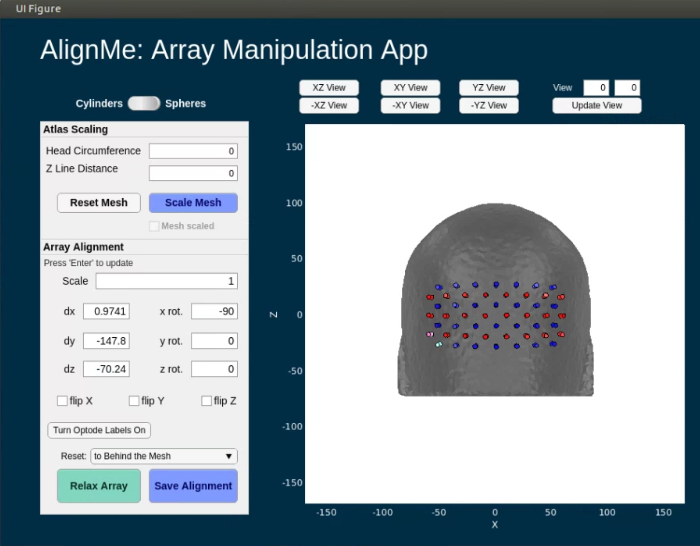 UI Figure
AlignMe: Array Manipulation App
Cylinders Spheres
XZ View XY View YZ View View 0 0
-XZ View -XY View -YZ View Update View
Atlas Scaling
Head Circumference 0
Z Line Distance 0
Reset Mesh Scale Mesh
Mesh scaled
Array Alignment
Press 'Enter' to update
Scale 1
dx 0.9741 x rot. -90
dy -147.8 y rot. 0
dz -70.24 z rot. 0
flip X flip Y flip Z
Turn Optode Labels On
Reset: to Behind the Mesh
Relax Array Save Alignment
150
100
50
0
-50
-100
-150
Z
-150 -100 -50 0 50 100 150
X